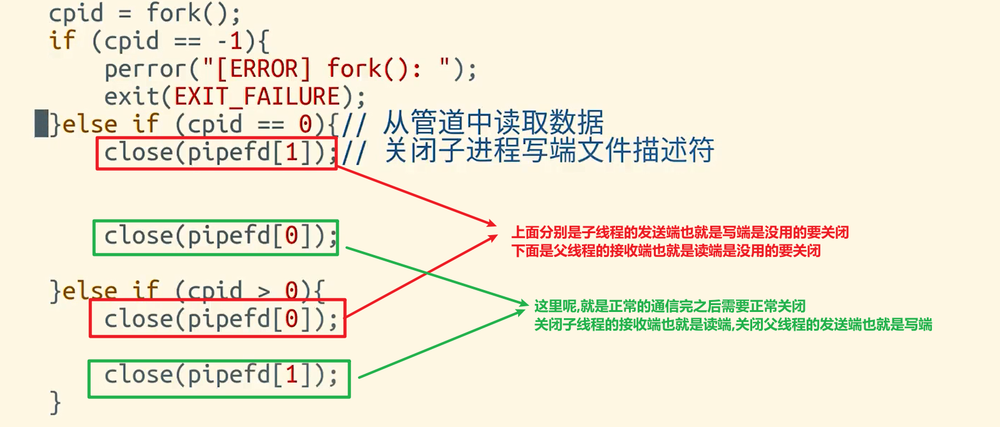 cpid = fork();
if (cpid == -1){
perror("[ERROR] fork(): ");
exit(EXIT_FAILURE);
}else if (cpid == 0){// 从管道中读取数据
close(pipefd[1]);// 关闭子进程写端文件描述符
close(pipefd[0]);
上面分别是子线程的发送端也就是写端是没用的要关闭
下面是父线程的接收端也就是读端是没用的要关闭
}else if (cpid > 0){
close(pipefd[0]);
这里呢,就是正常的通信完之后需要正常关闭
关闭子线程的接收端也就是读端,关闭父线程的发送端也就是写端
close(pipefd[1]);
}